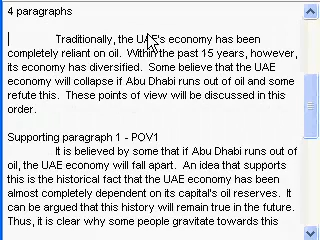 4 paragraphs
Traditionally, the UAE's economy has been
completely reliant on oil. Within the past 15 years, however,
its economy has diversified. Some believe that the UAE
economy will collapse if Abu Dhabi runs out of oil and some
refute this. These points of view will be discussed in this
order.
Supporting paragraph 1 - POV1
It is believed by some that if Abu Dhabi runs out of
oil, the UAE economy will fall apart. An idea that supports
this is the historical fact that the UAE economy has been
almost completely dependent on its capital's oil reserves. It
can be argued that this history will remain true in the future.
Thus, it is clear why some people gravitate towards this